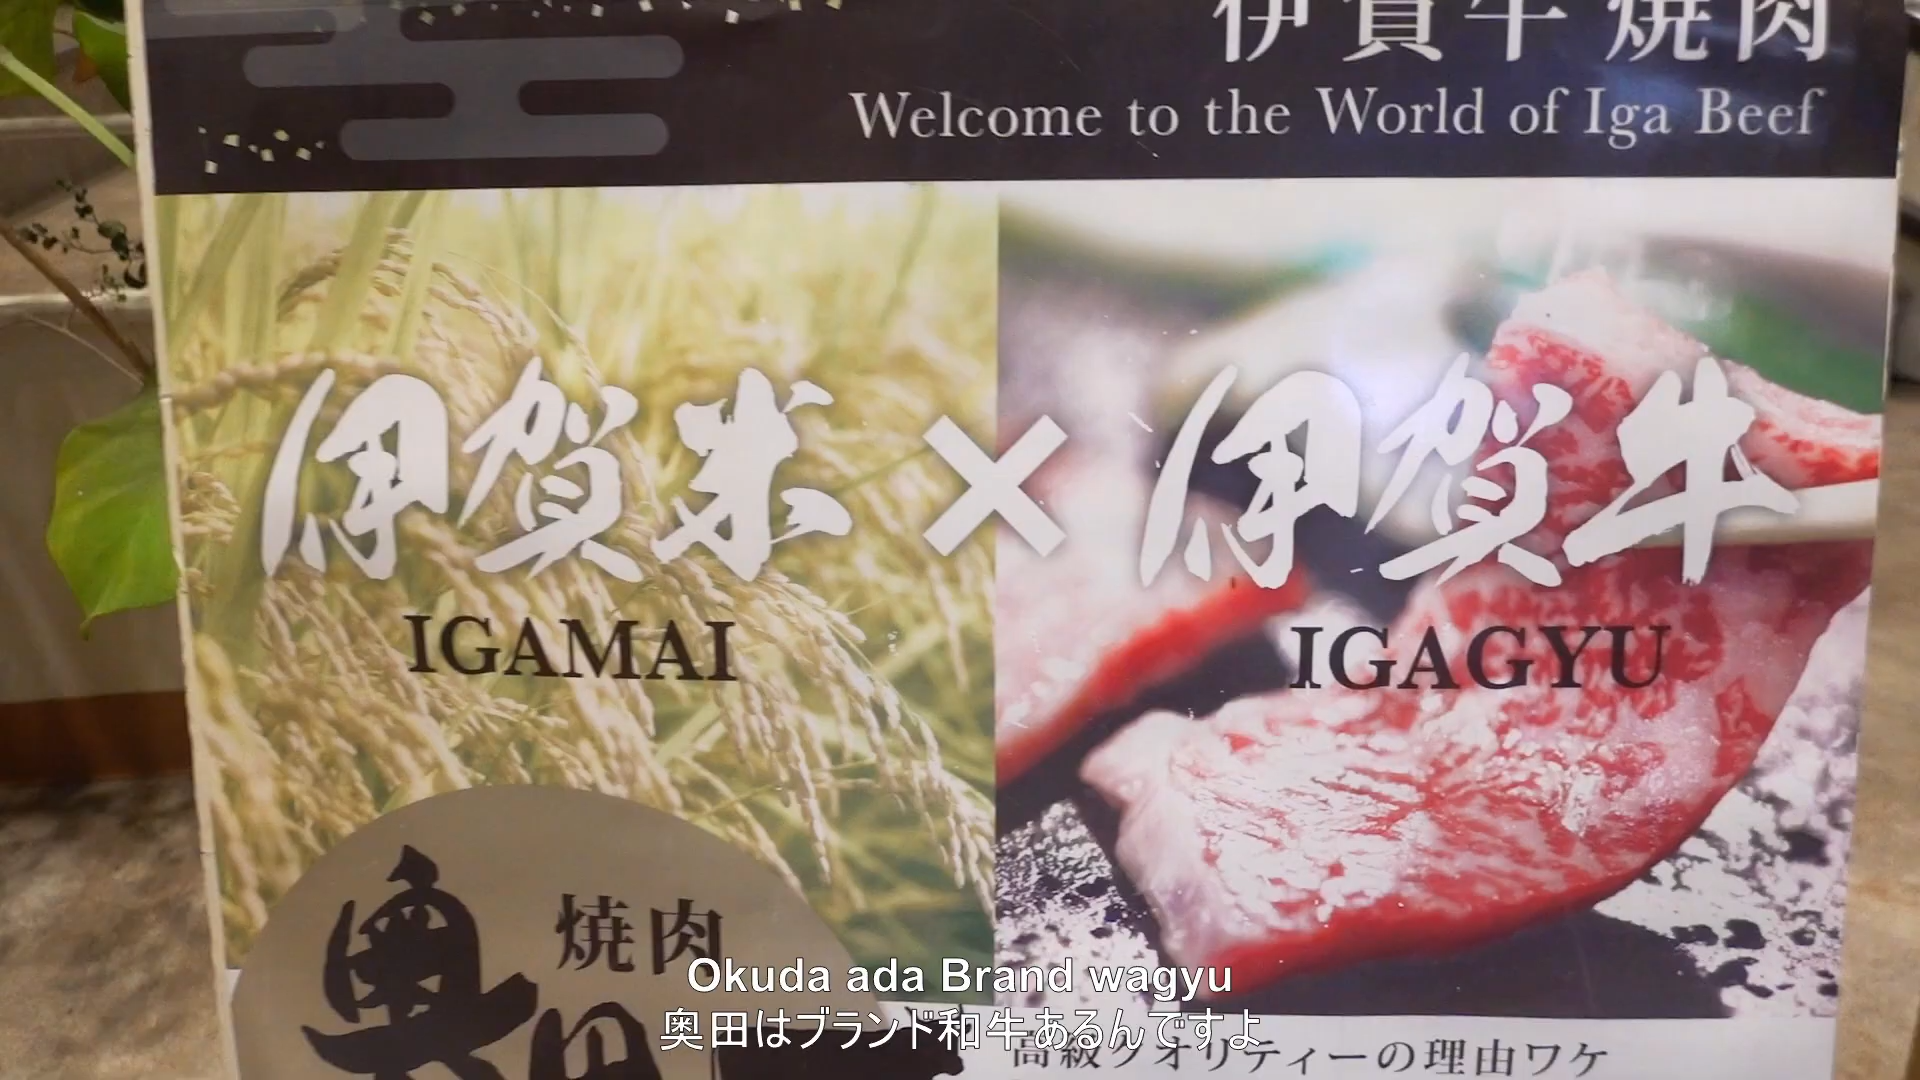 伊賀牛 焼肉
Welcome to the World of Iga Beef
伊賀米 × 伊賀牛
IGAMAI
IGAGYU
焼肉
奥田
Okuda ada Brand wagyu
奥田はブランド和牛あるんですよ
高級クオリティーの理由ワケ